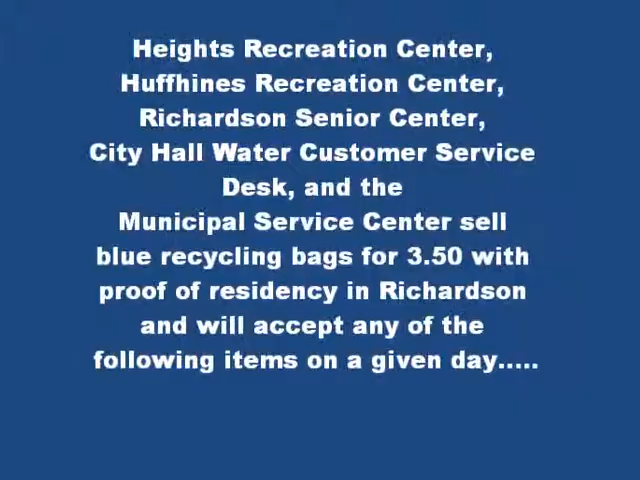 Heights Recreation Center,
Huffhines Recreation Center,
Richardson Senior Center,
City Hall Water Customer Service
Desk, and the
Municipal Service Center sell
blue recycling bags for 3.50 with
proof of residency in Richardson
and will accept any of the
following items on a given day.....